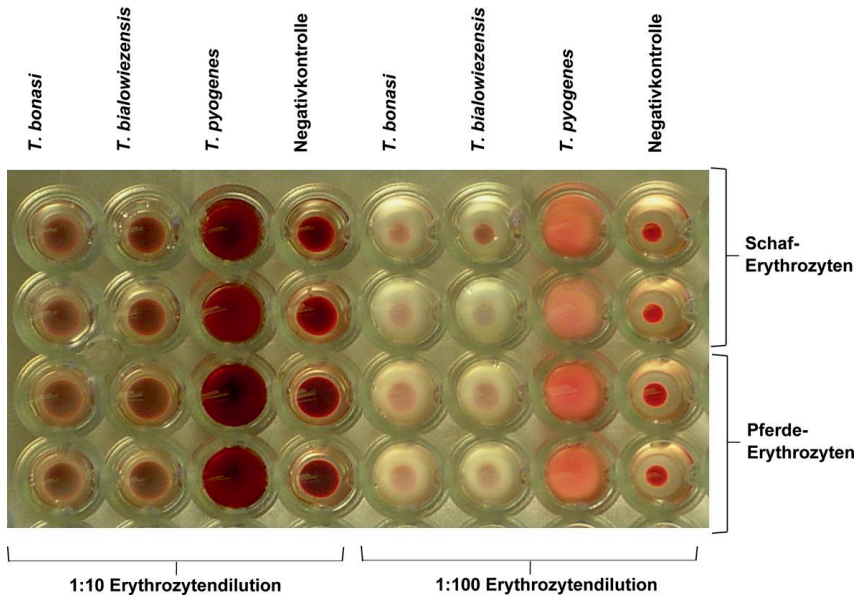 T. bonasi
T. bialowiezensis
T. pyogenes
Negativkontrolle
T. bonasi
T. bialowiezensis
T. pyogenes
Negativkontrolle
Schaf-
Erythrozyten
Pferde-
Erythrozyten
1:10 Erythrozytendilution
1:100 Erythrozytendilution